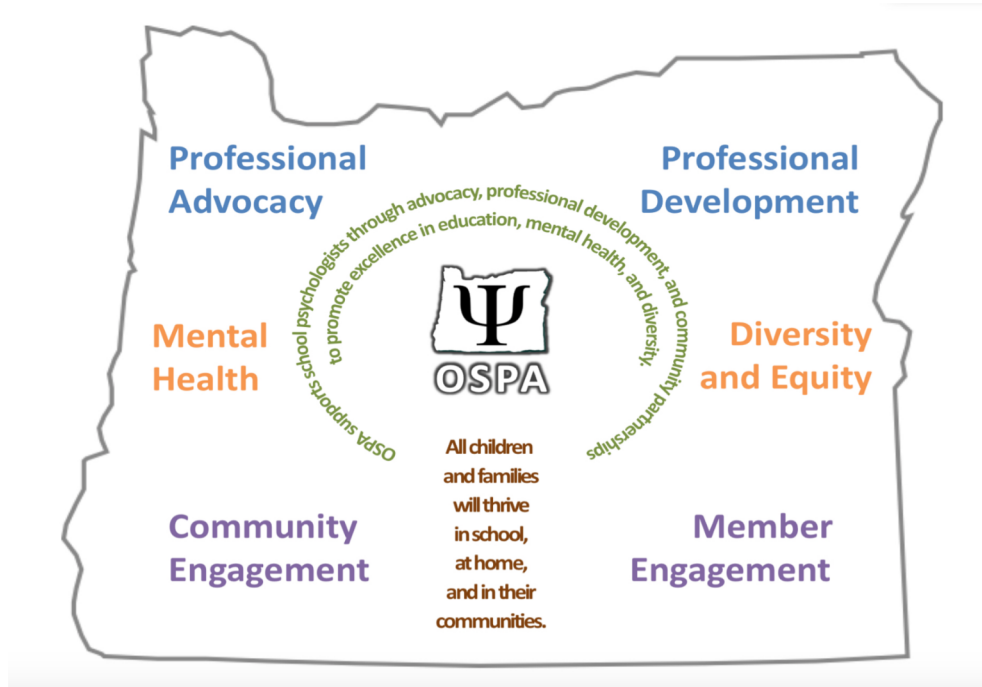 Professional
Advocacy
Professional
Development
OSPA supports school psychologists through advocacy, professional development, and community partnerships
to promote excellence in education, mental health, and diversity.
Ψ
OSPA
Mental
Health
Diversity
and Equity
All children
and families
will thrive
in school,
at home,
and in their
communities.
Community
Engagement
Member
Engagement